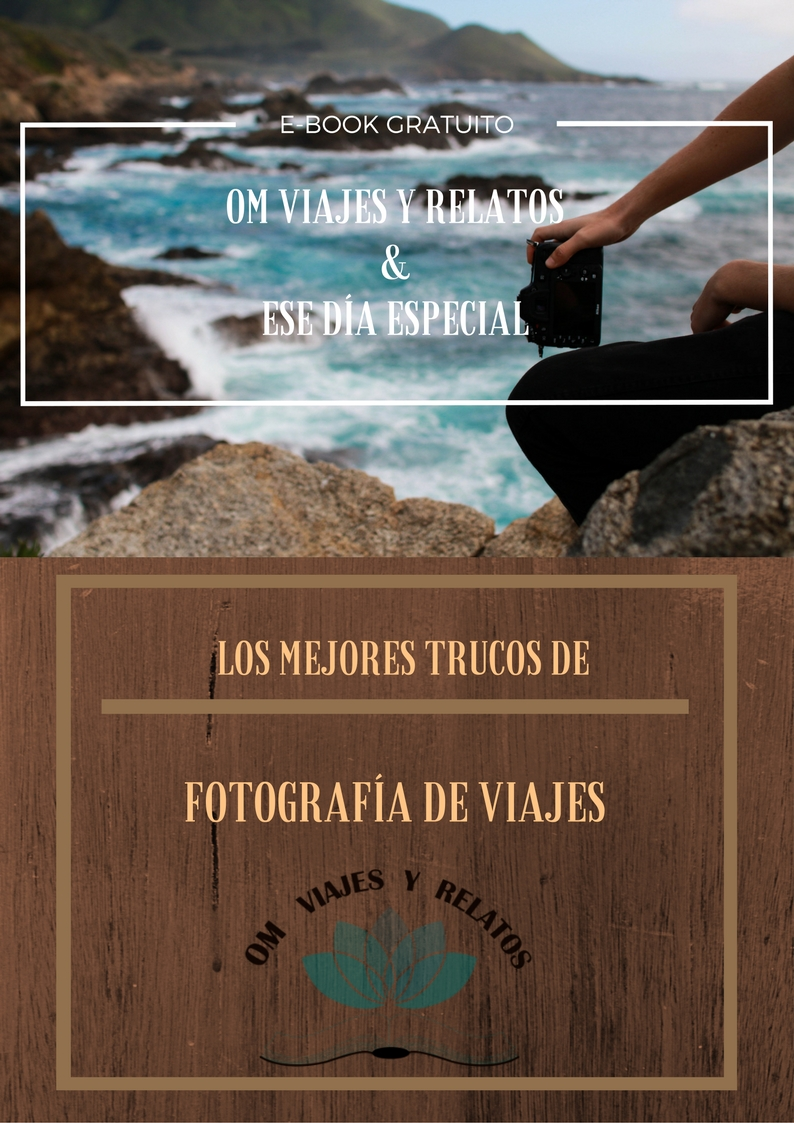 E-BOOK GRATUITO
OM VIAJES Y RELATOS
&
ESE DÍA ESPECIAL
LOS MEJORES TRUCOS DE
FOTOGRAFÍA DE VIAJES
OM VIAJES Y RELATOS